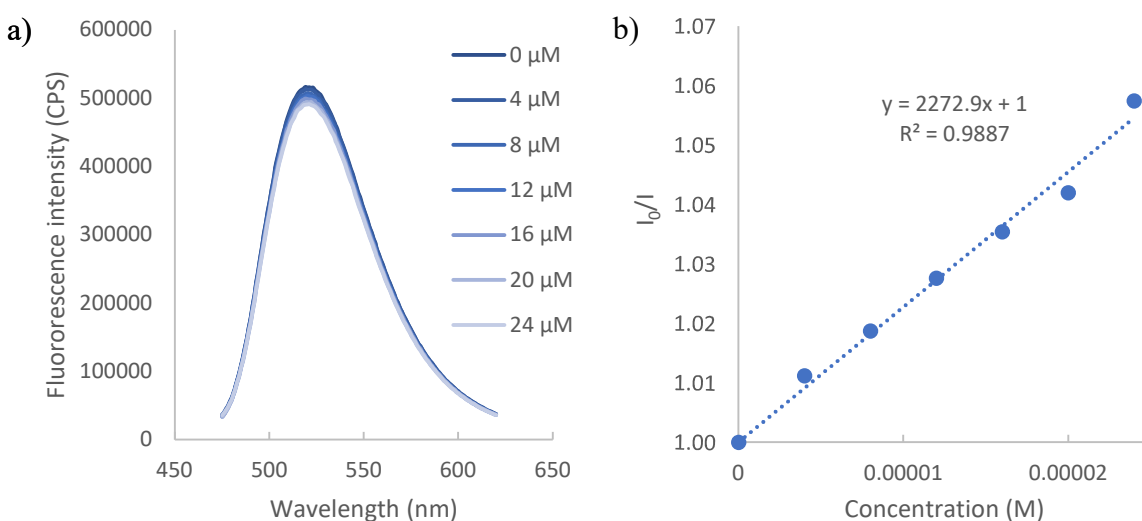 a)
600000
500000
400000
300000
200000
100000
0
Fluororescence intensity (CPS)
450 500 550 600 650
Wavelength (nm)
0 µM
4 µM
8 µM
12 µM
16 µM
20 µM
24 µM
b)
1.07
1.06
1.05
1.04
1.03
1.02
1.01
1.00
I₀/I
y = 2272.9x + 1
R² = 0.9887
0 0.00001 0.00002
Concentration (M)